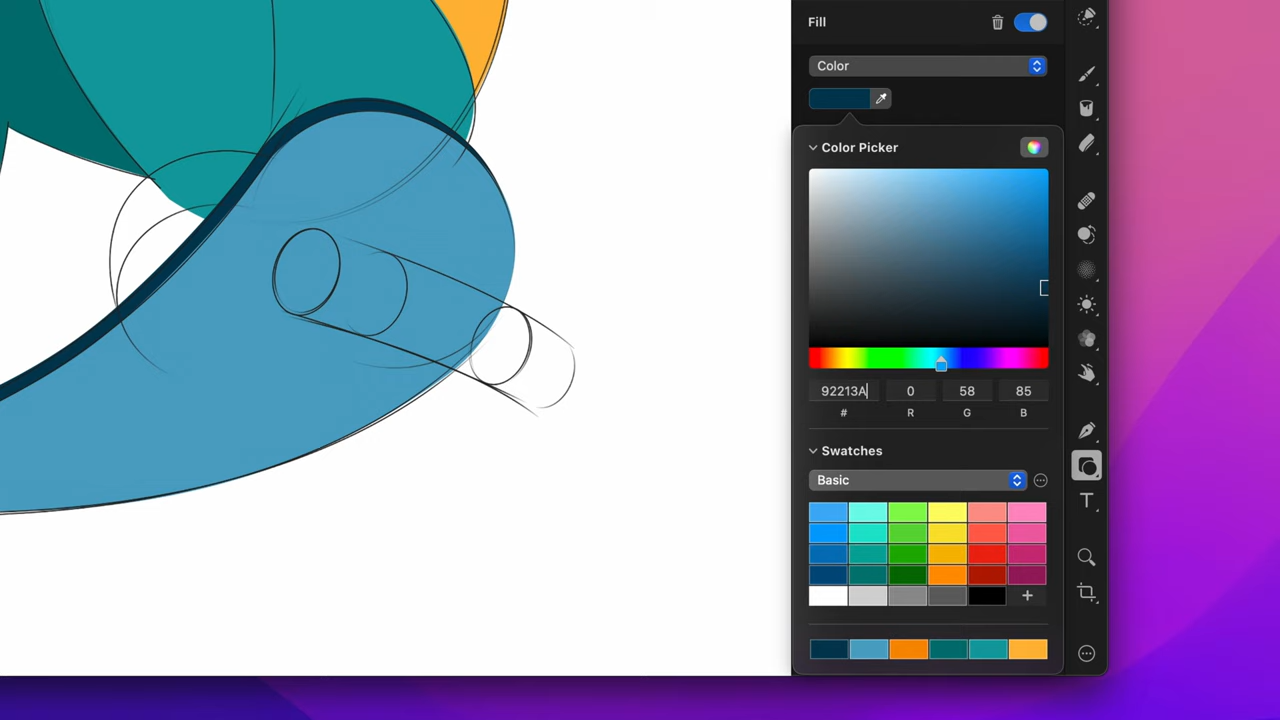 Fill
Color
Color Picker
92213A 0 58 85
# R G B
Swatches
Basic
+
T